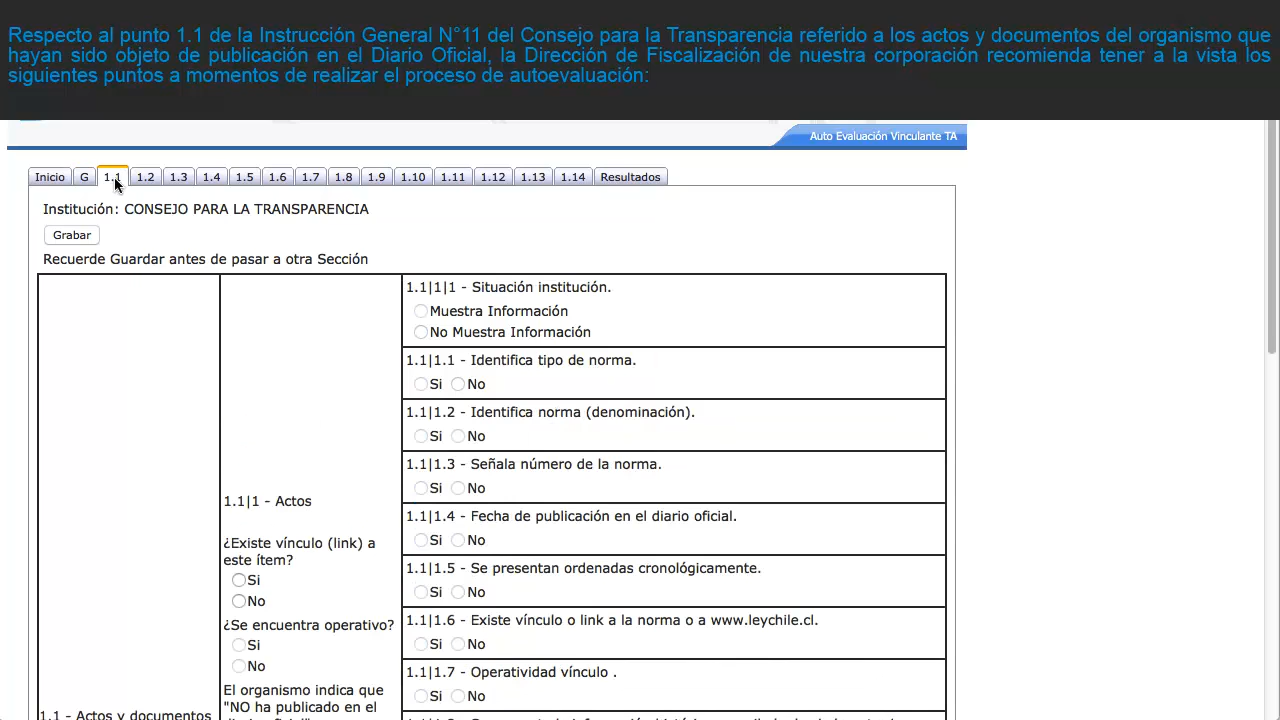 Respecto al punto 1.1 de la Instrucción General N°11 del Consejo para la Transparencia referido a los actos y documentos del organismo que
hayan sido objeto de publicación en el Diario Oficial, la Dirección de Fiscalización de nuestra corporación recomienda tener a la vista los
siguientes puntos a momentos de realizar el proceso de autoevaluación:
Auto Evaluación Vinculante TA
Inicio G 1.1 1.2 1.3 1.4 1.5 1.6 1.7 1.8 1.9 1.10 1.11 1.12 1.13 1.14 Resultados
Institución: CONSEJO PARA LA TRANSPARENCIA
Grabar
Recuerde Guardar antes de pasar a otra Sección
1.1 - Actos y documentos
1.1|1 - Actos
¿Existe vínculo (link) a
este ítem?
Si
No
¿Se encuentra operativo?
Si
No
El organismo indica que
"NO ha publicado en el
1.1|1|1 - Situación institución.
Muestra Información
No Muestra Información
1.1|1.1 - Identifica tipo de norma.
Si No
1.1|1.2 - Identifica norma (denominación).
Si No
1.1|1.3 - Señala número de la norma.
Si No
1.1|1.4 - Fecha de publicación en el diario oficial.
Si No
1.1|1.5 - Se presentan ordenadas cronológicamente.
Si No
1.1|1.6 - Existe vínculo o link a la norma o a www.leychile.cl.
Si No
1.1|1.7 - Operatividad vínculo .
Si No